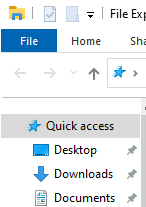 File Exp
File Home Sha
Quick access
Desktop
Downloads
Documents